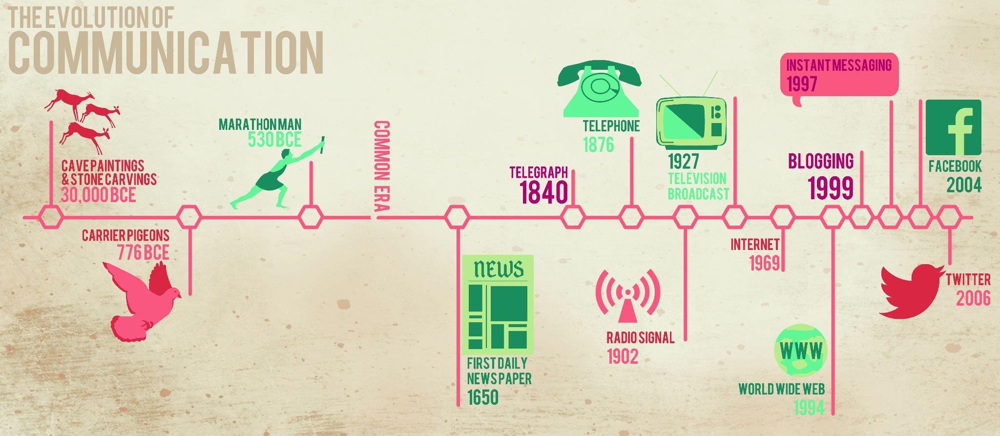 THE EVOLUTION OF
COMMUNICATION
CAVE PAINTINGS
& STONE CARVINGS
30,000 BCE
CARRIER PIGEONS
776 BCE
MARATHON MAN
530 BCE
COMMON ERA
NEWS
FIRST DAILY
NEWS PAPER
1650
TELEGRAPH
1840
TELEPHONE
1876
RADIO SIGNAL
1902
1927
TELEVISION
BROADCAST
INTERNET
1969
WWW
WORLD WIDE WEB
1994
BLOGGING
1999
INSTANT MESSAGING
1997
f
FACEBOOK
2004
TWITTER
2006